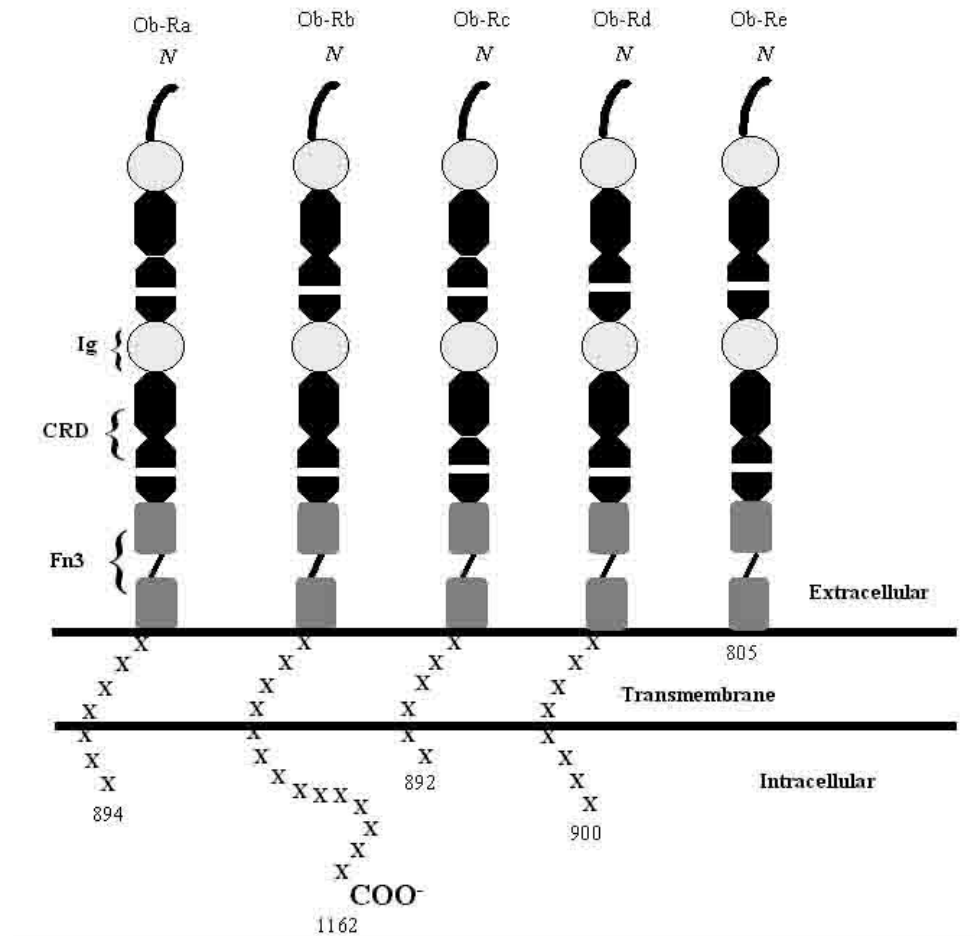 Ob-Ra Ob-Rb Ob-Rc Ob-Rd Ob-Re
N N N N N
Ig {
CRD {
Fn3 {
Extracellular
X X X X
805
X X X X
X X X X
Transmembrane
X X X X
X X X X
X X X X
Intracellular
X X X
892
X X X X
894
X
900
X
X
X
COO-
1162